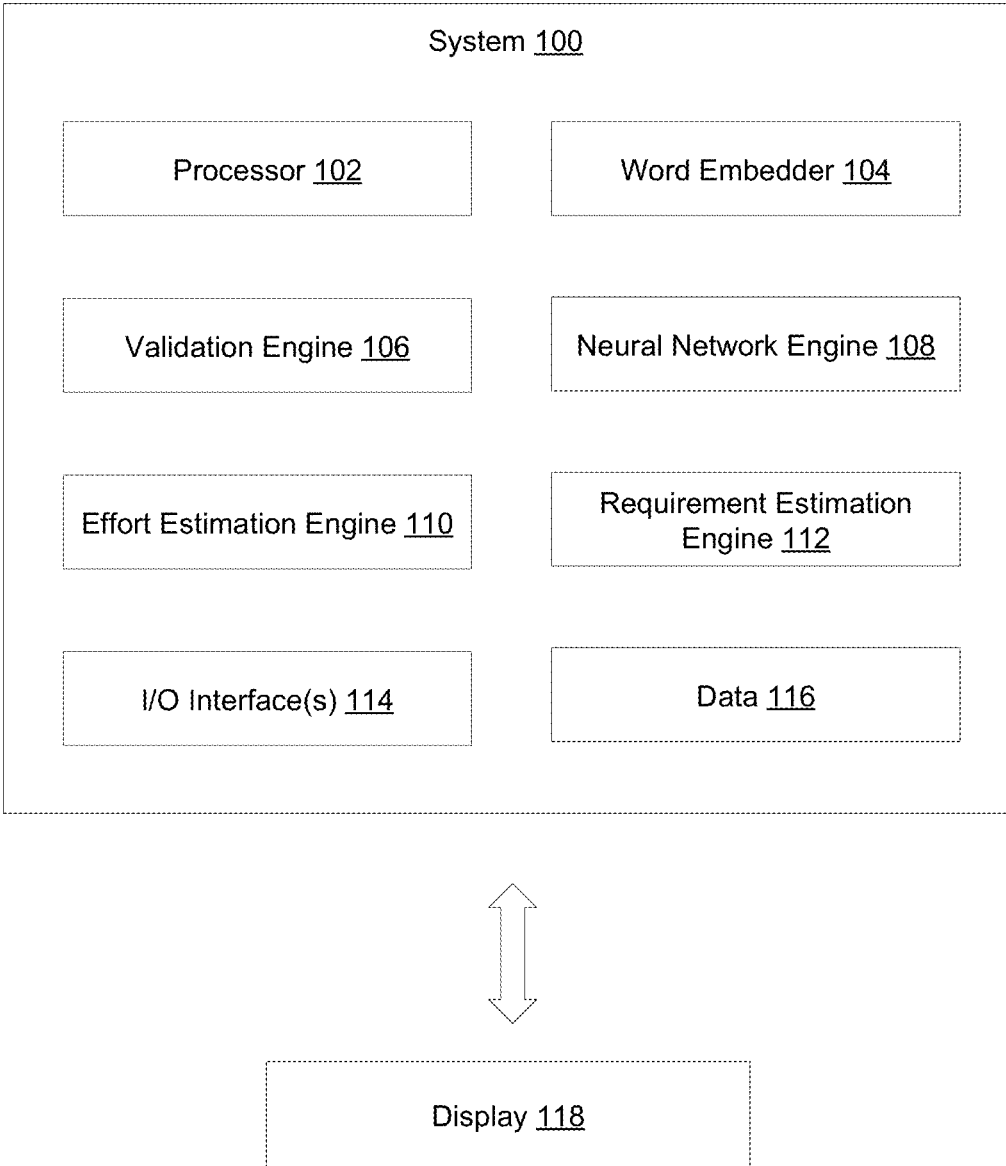 System 100
Processor 102
Word Embedder 104
Validation Engine 106
Neural Network Engine 108
Effort Estimation Engine 110
Requirement Estimation
Engine 112
I/O Interface(s) 114
Data 116
Display 118